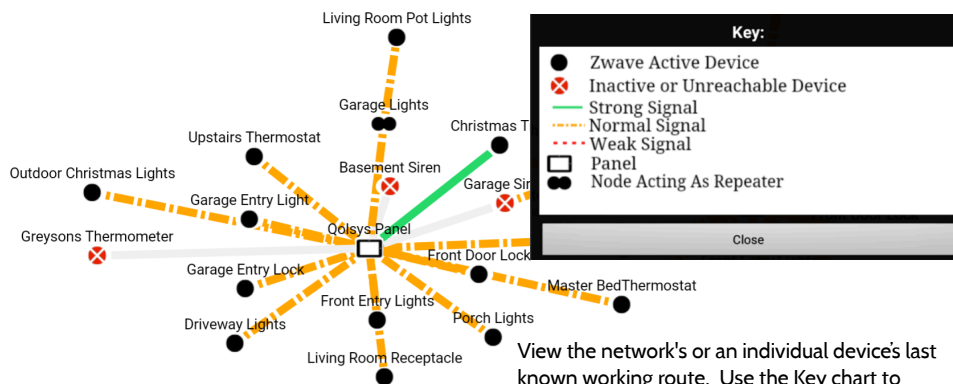 Living Room Pot Lights
Garage Lights
Christmas T
Upstairs Thermostat
Basement Siren
Outdoor Christmas Lights
Garage Sir
Garage Entry Light
Qolsys Panel
Greysons Thermometer
Front Door Lock
Garage Entry Lock
Master BedThermostat
Front Entry Lights
Porch Lights
Driveway Lights
Living Room Receptacle
Key:
Zwave Active Device
Inactive or Unreachable Device
Strong Signal
Normal Signal
Weak Signal
Panel
Node Acting As Repeater
Close
View the network's or an individual device's last
known working route. Use the Key chart to